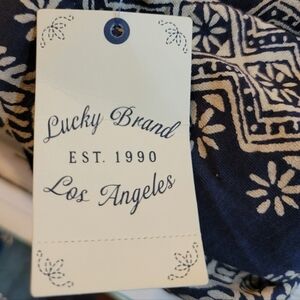 Lucky Brand
EST. 1990
Los Angeles